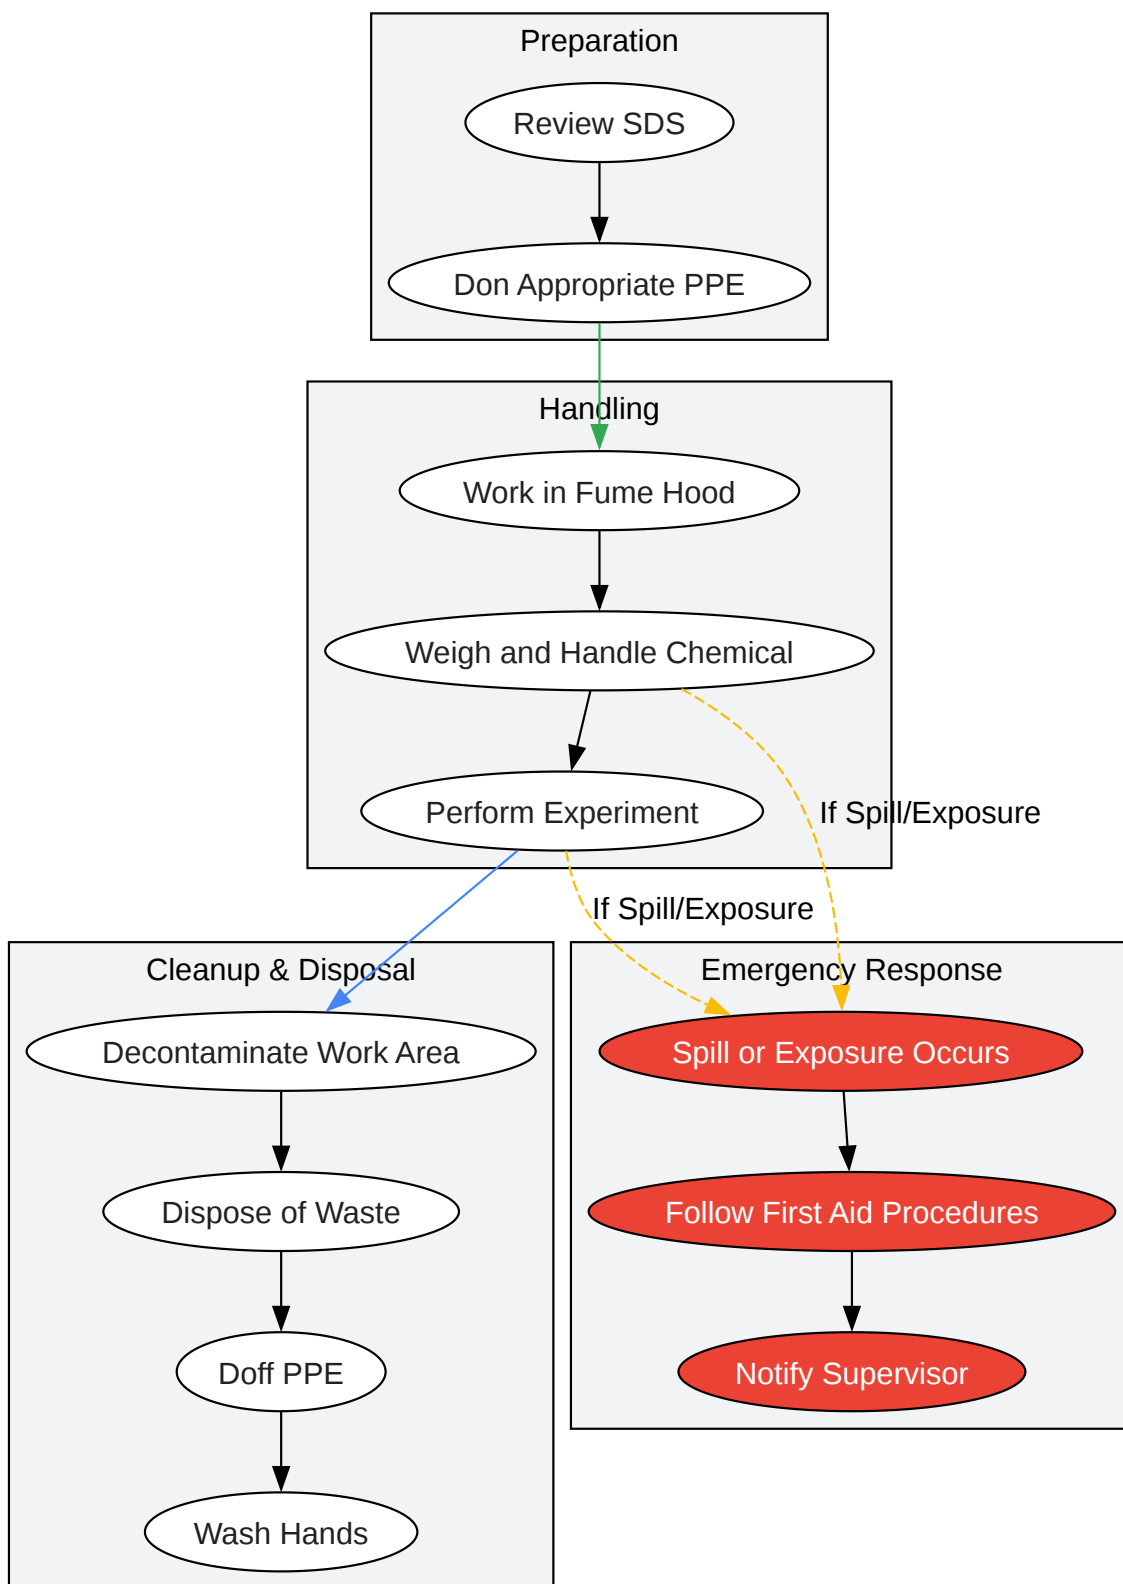 Preparation
Review SDS
Don Appropriate PPE
Handling
Work in Fume Hood
Weigh and Handle Chemical
Perform Experiment
If Spill/Exposure
If Spill/Exposure
Cleanup & Disposal
Decontaminate Work Area
Dispose of Waste
Doff PPE
Wash Hands
Emergency Response
Spill or Exposure Occurs
Follow First Aid Procedures
Notify Supervisor